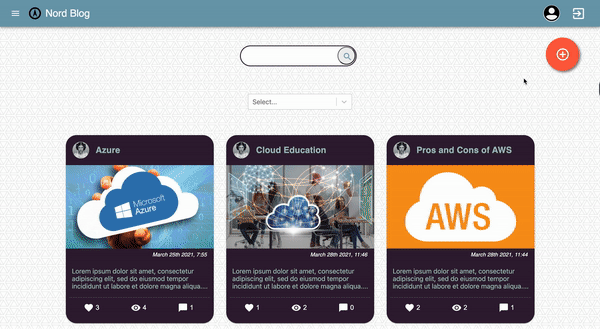 Nord Blog
Select...
Azure
Microsoft
Azure
March 25th 2021, 7:55
Lorem ipsum dolor sit amet, consectetur
adipiscing elit, sed do eiusmod tempor
incididunt ut labore et dolore magna aliqua....
3
4
1
Cloud Education
March 28th 2021, 11:46
Lorem ipsum dolor sit amet, consectetur
adipiscing elit, sed do eiusmod tempor
incididunt ut labore et dolore magna aliqua....
1
2
0
Pros and Cons of AWS
AWS
March 28th 2021, 11:44
Lorem ipsum dolor sit amet, consectetur
adipiscing elit, sed do eiusmod tempor
incididunt ut labore et dolore magna aliqua....
2
2
1